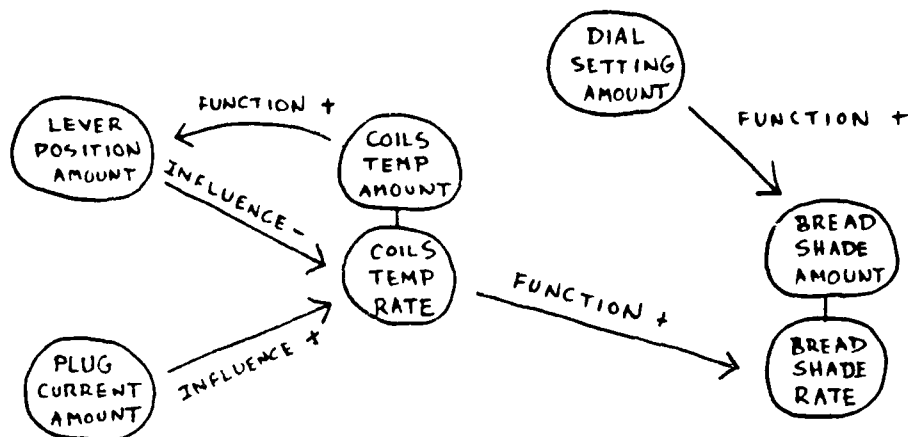 DIAL
SETTING
AMOUNT
FUNCTION +
LEVER
POSITION
AMOUNT
COILS
TEMP
AMOUNT
FUNCTION +
INFLUENCE -
COILS
TEMP
RATE
BREAD
SHADE
AMOUNT
FUNCTION +
PLUG
CURRENT
AMOUNT
INFLUENCE +
BREAD
SHADE
RATE